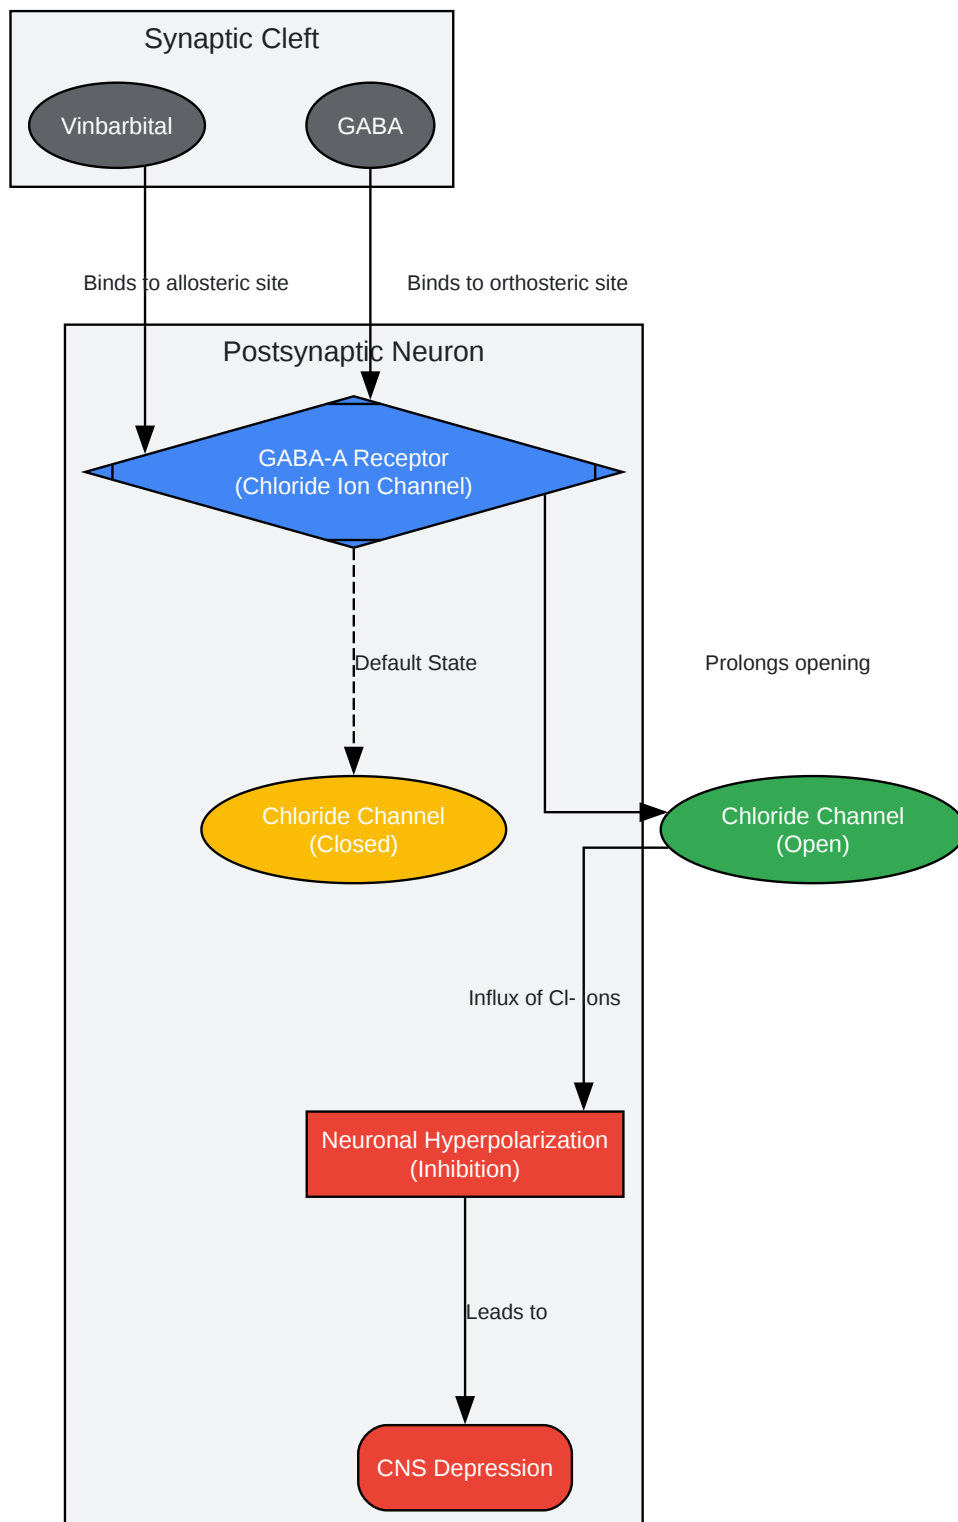 Synaptic Cleft
Vinbarbital
GABA
Binds to allosteric site
Binds to orthosteric site
Postsynaptic Neuron
GABA-A Receptor
(Chloride Ion Channel)
Default State
Prolongs opening
Chloride Channel
(Closed)
Chloride Channel
(Open)
Influx of Cl- ions
Neuronal Hyperpolarization
(Inhibition)
Leads to
CNS Depression